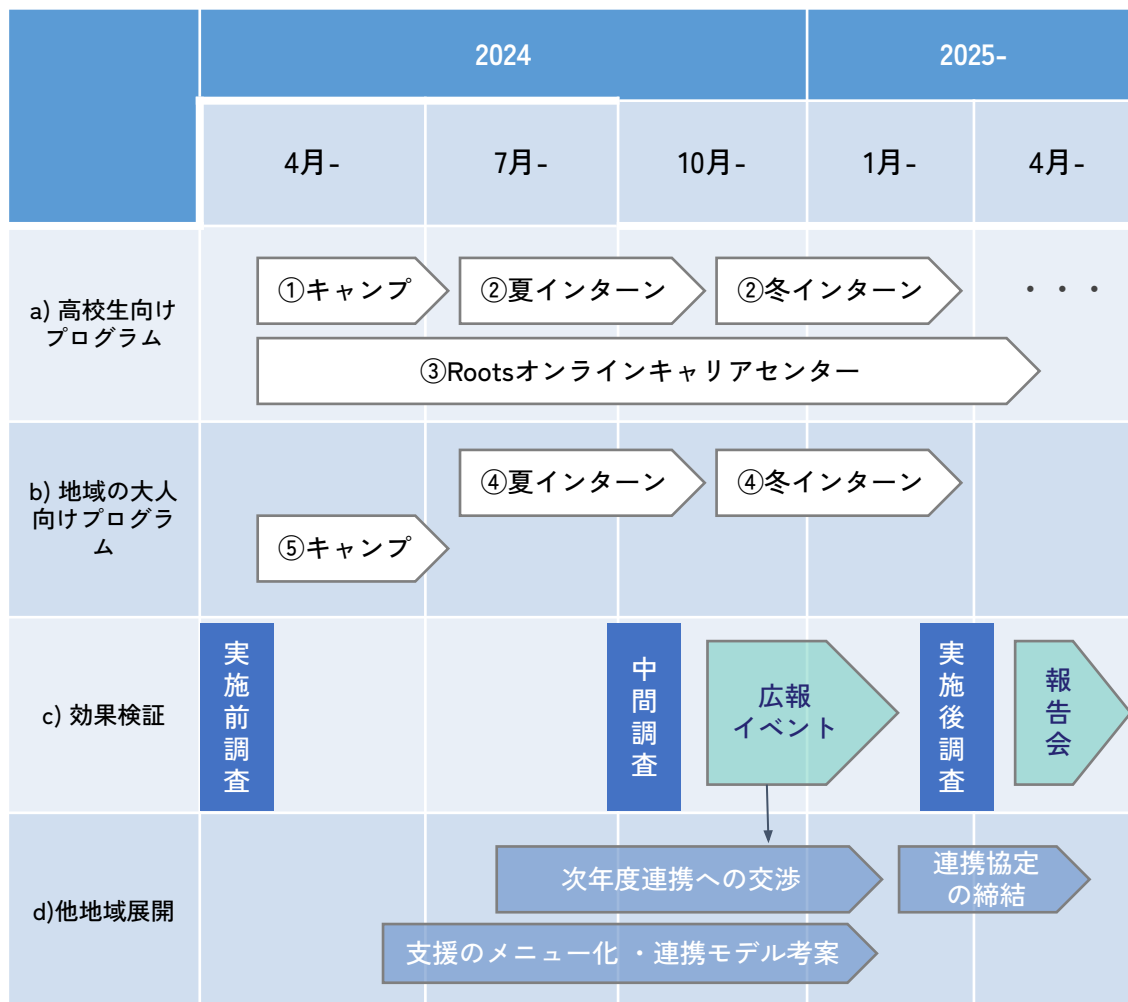 2024
2025-
4月-
7月-
10月-
1月-
4月-
a) 高校生向け
プログラム
①キャンプ
②夏インターン
②冬インターン
・・・
③Rootsオンラインキャリアセンター
b) 地域の大人
向けプログラ
ム
④夏インターン
④冬インターン
⑤キャンプ
c) 効果検証
実施前調査
中間調査
広報
イベント
実施後調査
報告会
d)他地域展開
次年度連携への交渉
連携協定
の締結
支援のメニュー化 ・連携モデル考案